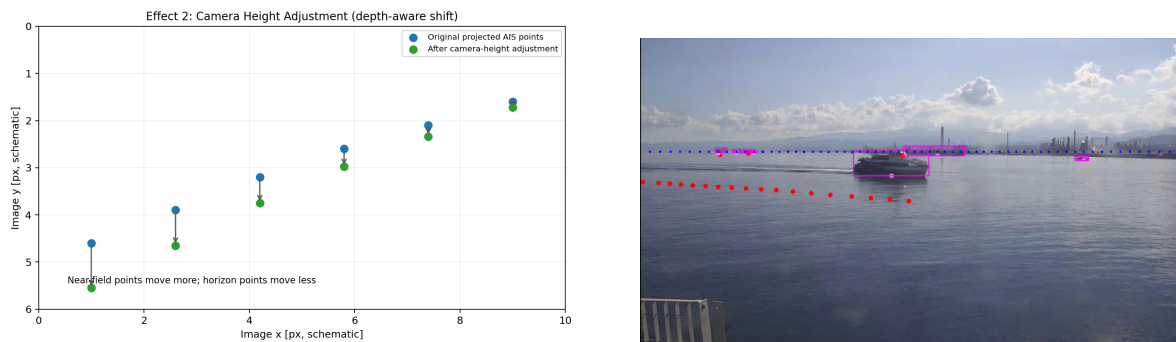 Effect 2: Camera Height Adjustment (depth-aware shift)
Original projected AIS points
After camera-height adjustment
0
1
2
3
4
5
6
Image y [px, schematic]
Near-field points move more; horizon points move less
0
2
4
6
8
10
Image x [px, schematic]